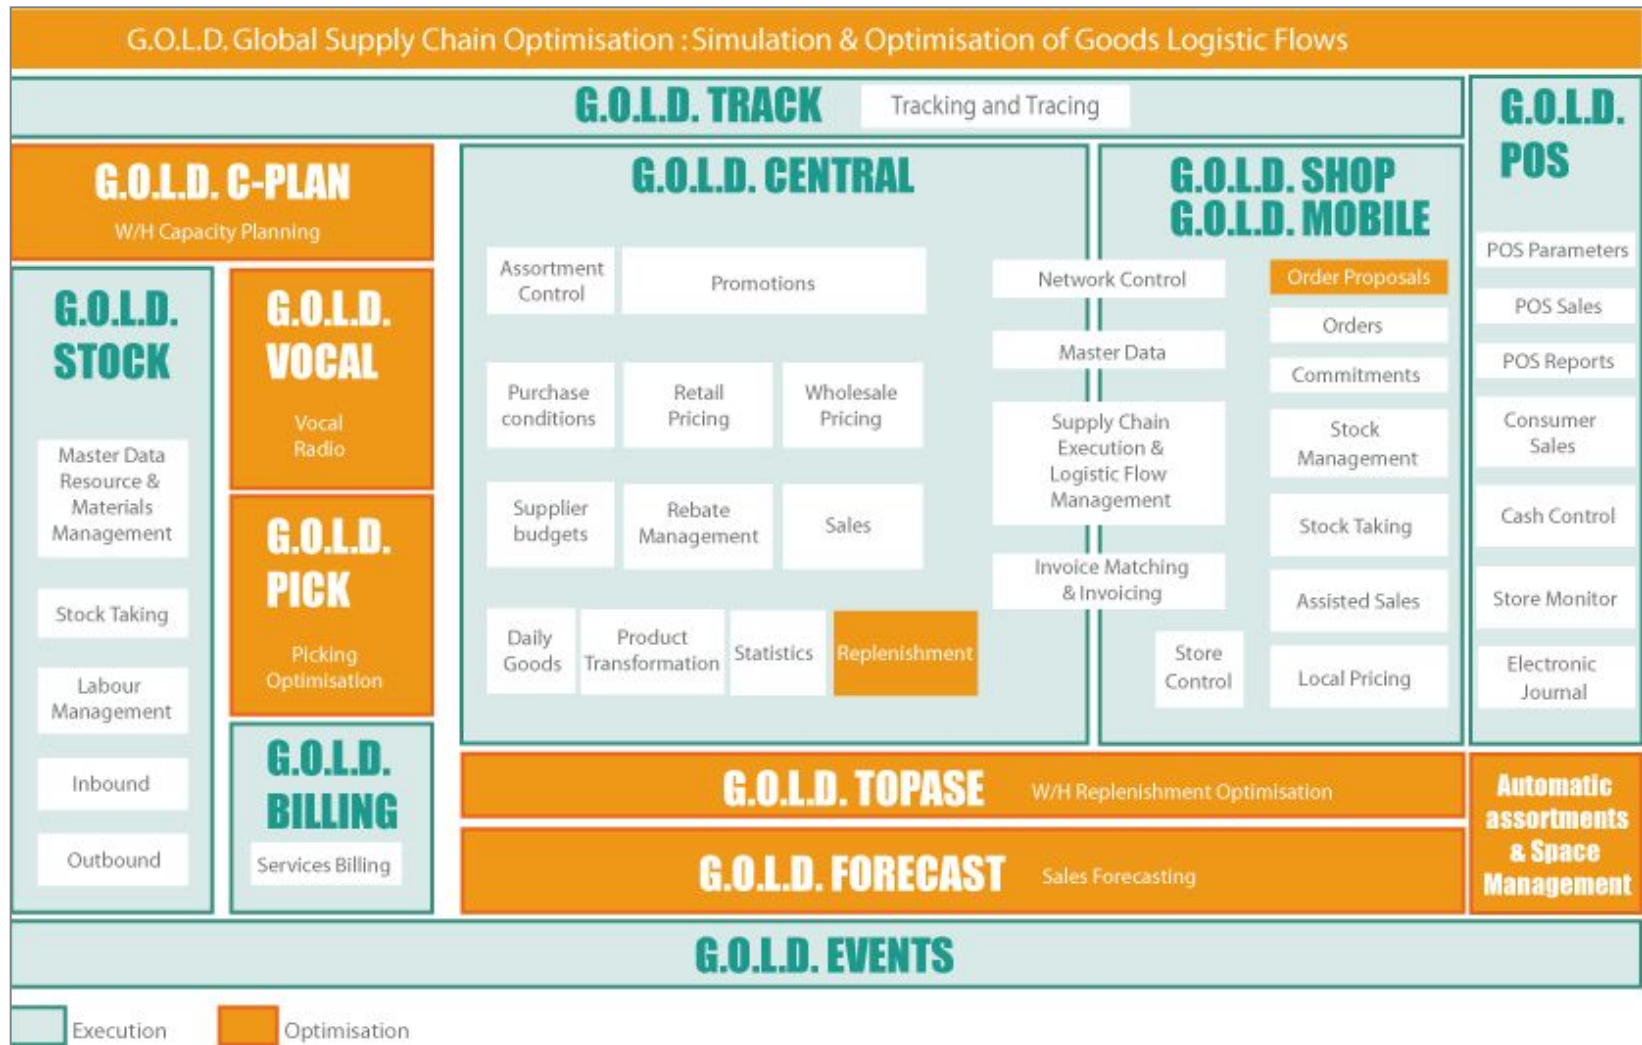 G.O.L.D. Global Supply Chain Optimisation : Simulation & Optimisation of Goods Logistic Flows
G.O.L.D. TRACK
Tracking and Tracing
G.O.L.D. C-PLAN
W/H Capacity Planning
G.O.L.D.
STOCK
Master Data
Resource &
Materials
Management
Stock Taking
Labour
Management
Inbound
Outbound
G.O.L.D.
VOCAL
Vocal
Radio
G.O.L.D.
PICK
Picking
Optimisation
G.O.L.D.
BILLING
Services Billing
G.O.L.D. CENTRAL
Assortment
Control
Promotions
Purchase
conditions
Retail
Pricing
Wholesale
Pricing
Supplier
budgets
Rebate
Management
Sales
Daily
Goods
Product
Transformation
Statistics
Replenishment
Network Control
Master Data
Supply Chain
Execution &
Logistic Flow
Management
Invoice Matching
& Invoicing
G.O.L.D. SHOP
G.O.L.D. MOBILE
Order Proposals
Orders
Commitments
Stock
Management
Stock Taking
Assisted Sales
Store
Control
Local Pricing
G.O.L.D.
POS
POS Parameters
POS Sales
POS Reports
Consumer
Sales
Cash Control
Store Monitor
Electronic
Journal
G.O.L.D. TOPASE
W/H Replenishment Optimisation
G.O.L.D. FORECAST
Sales Forecasting
Automatic
assortments
& Space
Management
G.O.L.D. EVENTS
Execution
Optimisation